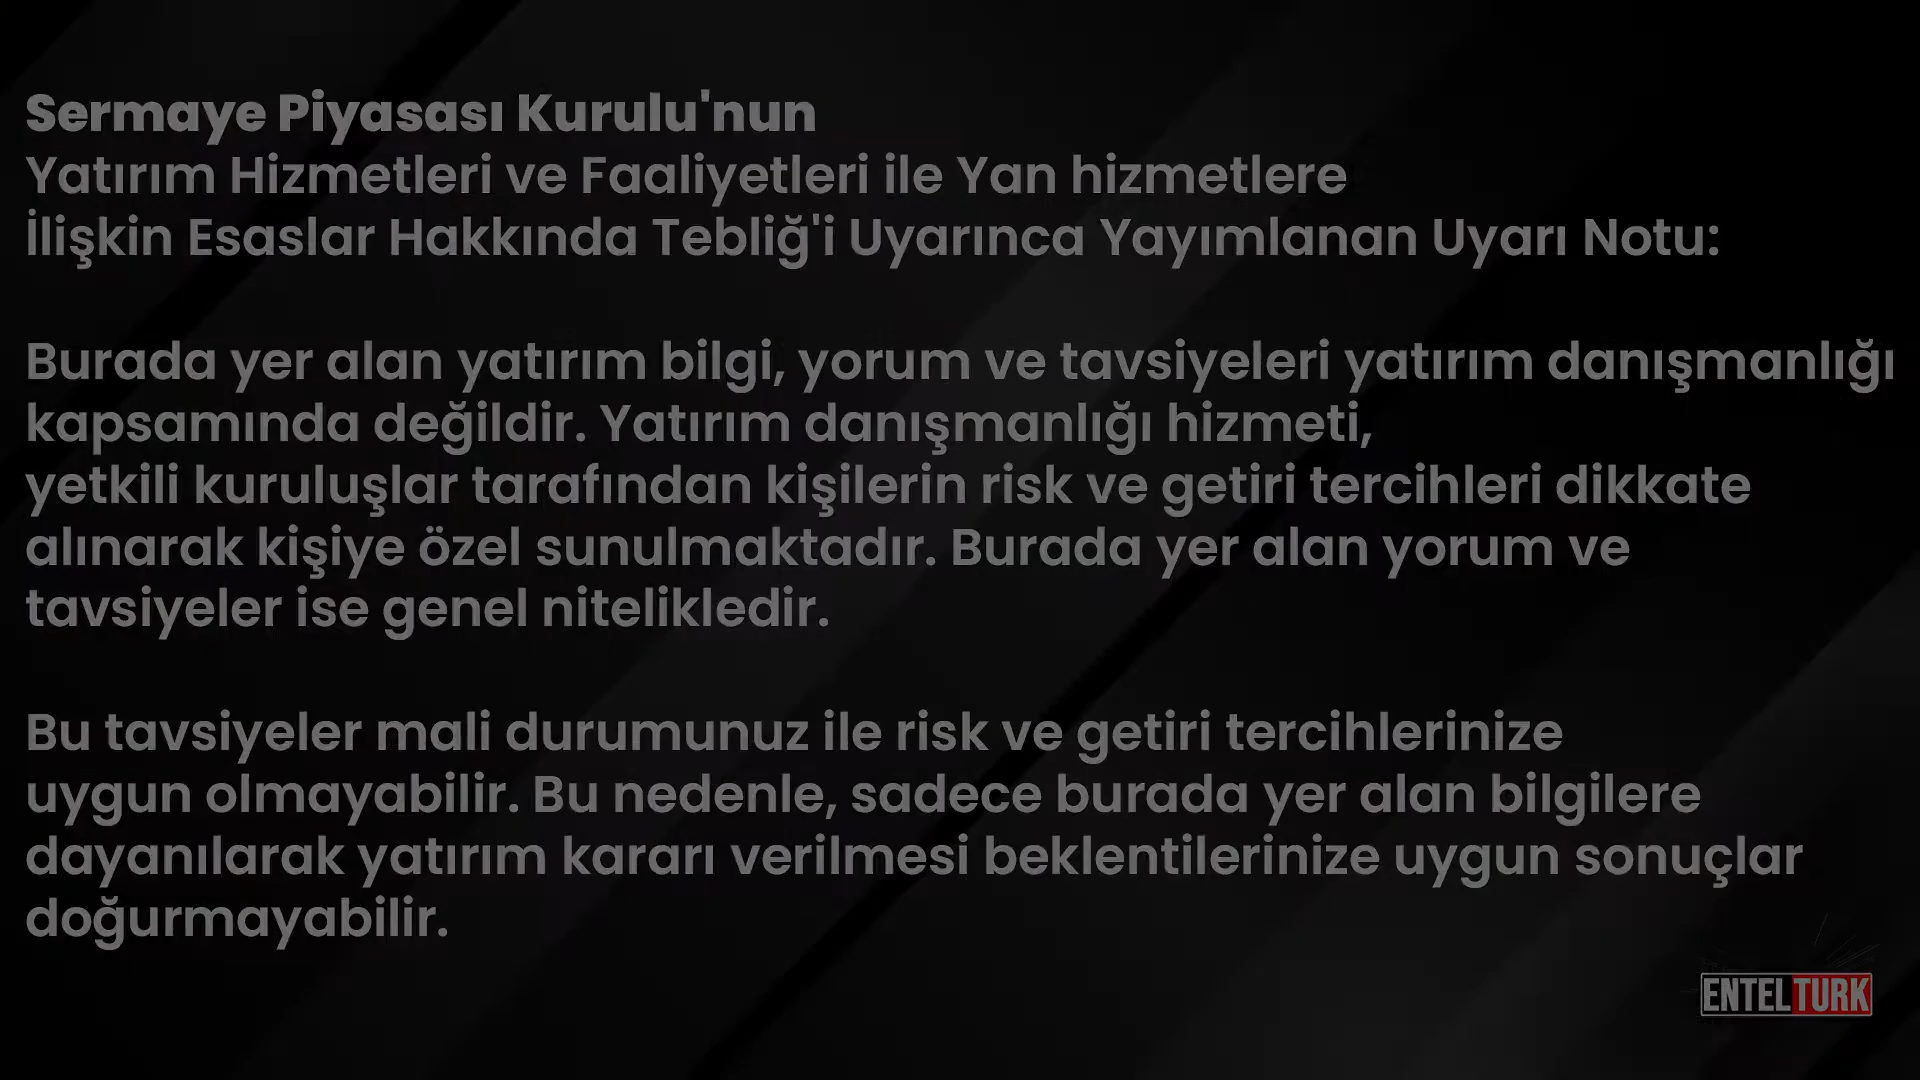 Sermaye Piyasası Kurulu'nun
Yatırım Hizmetleri ve Faaliyetleri ile Yan hizmetlere
İlişkin Esaslar Hakkında Tebliğ'i Uyarınca Yayımlanan Uyarı Notu:
Burada yer alan yatırım bilgi, yorum ve tavsiyeleri yatırım danışmanlığı
kapsamında değildir. Yatırım danışmanlığı hizmeti,
yetkili kuruluşlar tarafından kişilerin risk ve getiri tercihleri dikkate
alınarak kişiye özel sunulmaktadır. Burada yer alan yorum ve
tavsiyeler ise genel nitelikledir.
Bu tavsiyeler mali durumunuz ile risk ve getiri tercihlerinize
uygun olmayabilir. Bu nedenle, sadece burada yer alan bilgilere
dayanılarak yatırım kararı verilmesi beklentilerinize uygun sonuçlar
doğurmayabilir.
ENTELTURK